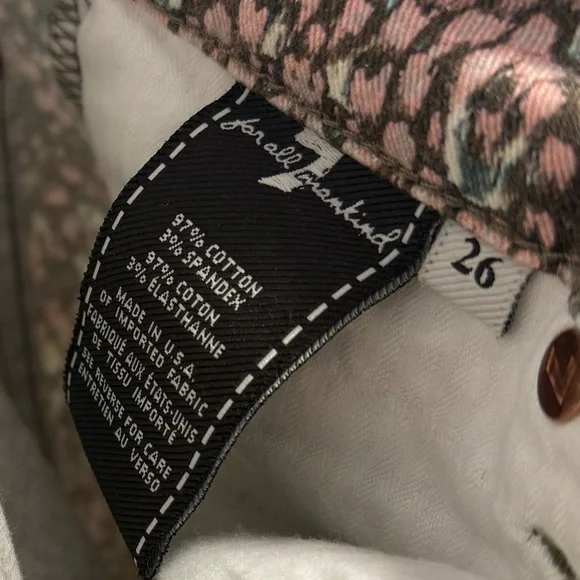 7
for all mankind
26
97% COTTON
3% SPANDEX
97% COTON
3% ELASTHANNE
MADE IN U.S.A.
OF IMPORTED FABRIC
FABRIQUÉ AUX ÉTATS-UNIS
DE TISSU IMPORTÉ
SEE REVERSE FOR CARE
ENTRETIEN AU VERSO